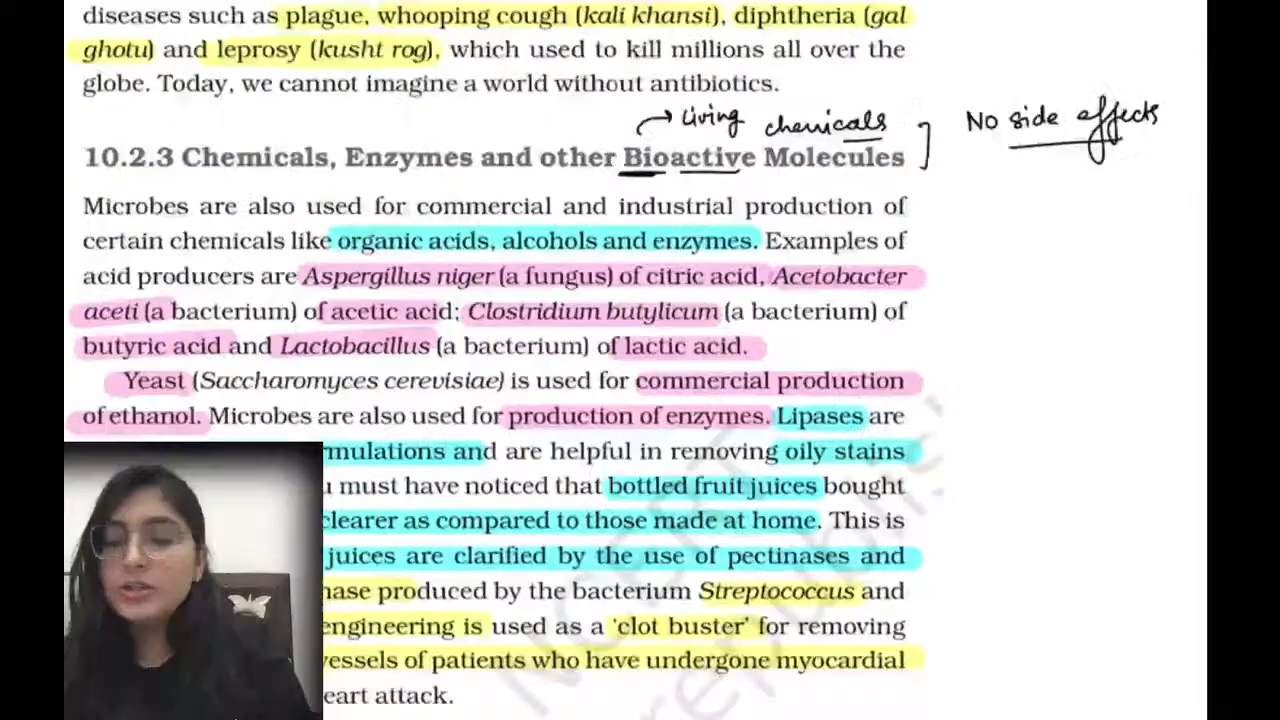 diseases such as plague, whooping cough (kali khansi), diphtheria (gal
ghotu) and leprosy (kusht rog), which used to kill millions all over the
globe. Today, we cannot imagine a world without antibiotics.
→ Living chemicals
No side effects
10.2.3 Chemicals, Enzymes and other Bioactive Molecules
Microbes are also used for commercial and industrial production of
certain chemicals like organic acids, alcohols and enzymes. Examples of
acid producers are Aspergillus niger (a fungus) of citric acid, Acetobacter
aceti (a bacterium) of acetic acid; Clostridium butylicum (a bacterium) of
butyric acid and Lactobacillus (a bacterium) of lactic acid.
Yeast (Saccharomyces cerevisiae) is used for commercial production
of ethanol. Microbes are also used for production of enzymes. Lipases are
mulations and are helpful in removing oily stains
must have noticed that bottled fruit juices bought
clearer as compared to those made at home. This is
juices are clarified by the use of pectinases and
nase produced by the bacterium Streptococcus and
engineering is used as a 'clot buster' for removing
vessels of patients who have undergone myocardial
eart attack.
NCERT
republis